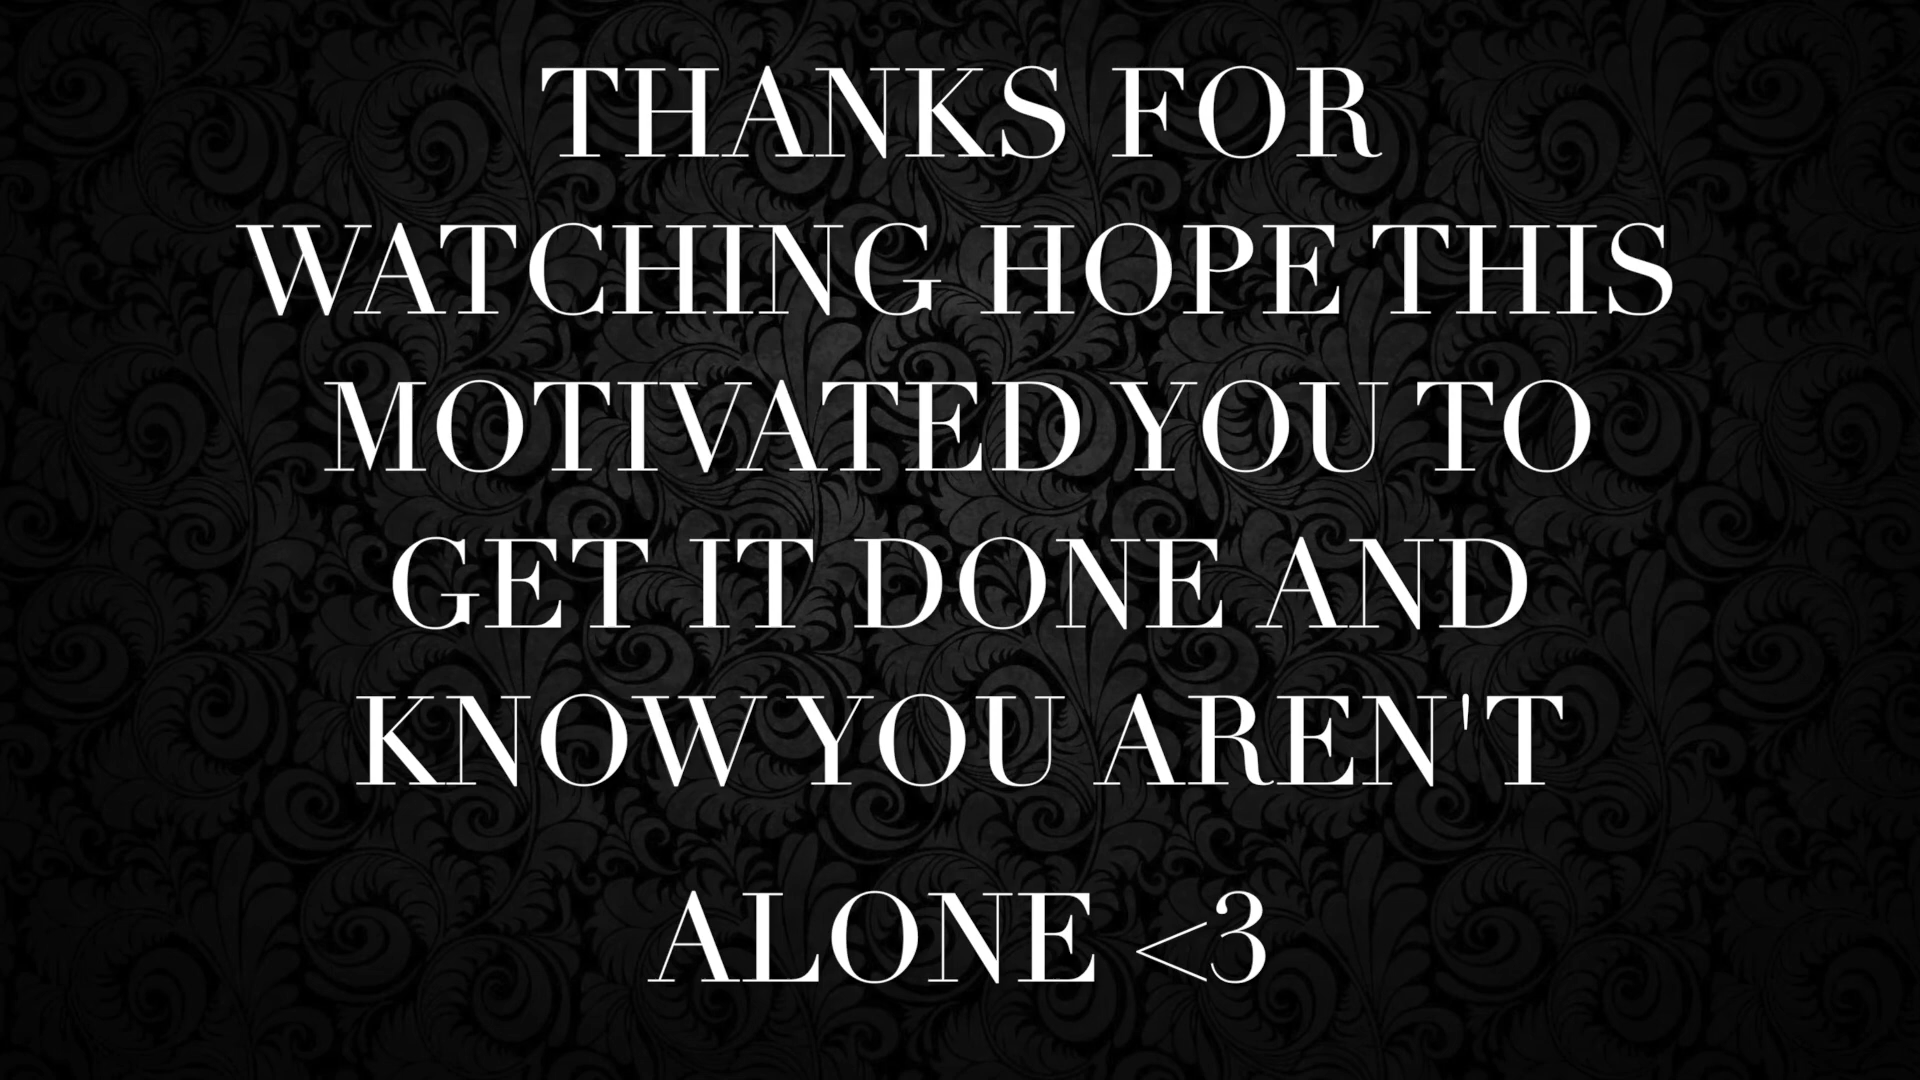 THANKS FOR
WATCHING HOPE THIS
MOTIVATED YOU TO
GET IT DONE AND
KNOW YOU AREN'T
ALONE <3